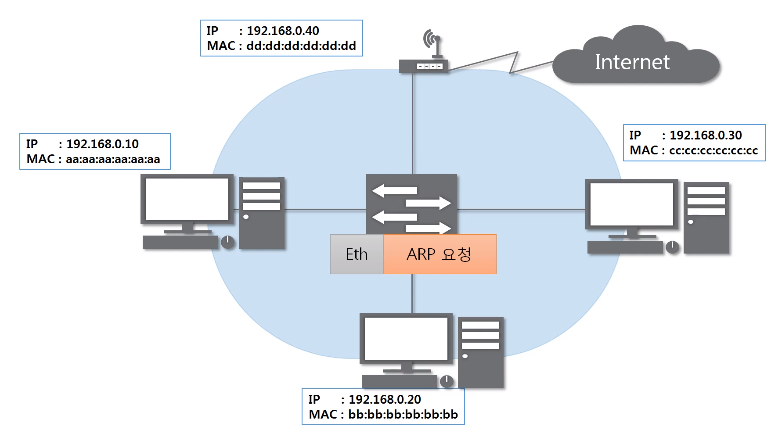 IP : 192.168.0.40
MAC : dd:dd:dd:dd:dd:dd
Internet
IP : 192.168.0.10
MAC : aa:aa:aa:aa:aa:aa
IP : 192.168.0.30
MAC : cc:cc:cc:cc:cc:cc
Eth
ARP 요청
IP : 192.168.0.20
MAC : bb:bb:bb:bb:bb:bb